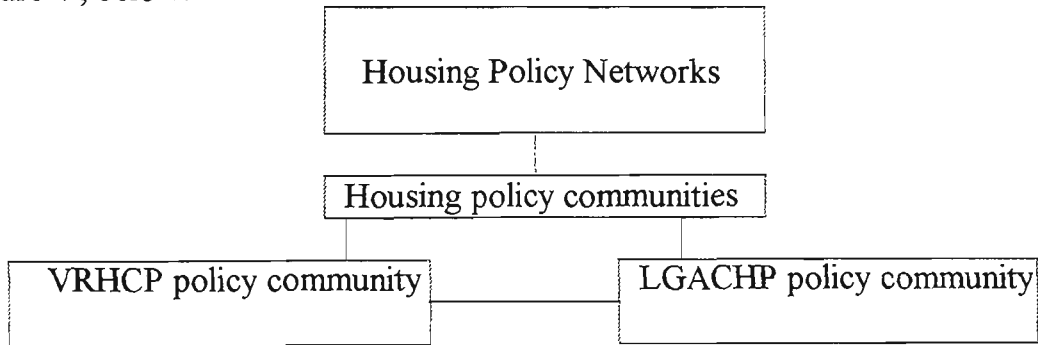 Housing Policy Networks
Housing policy communities
VRHCP policy community
LGACHP policy community